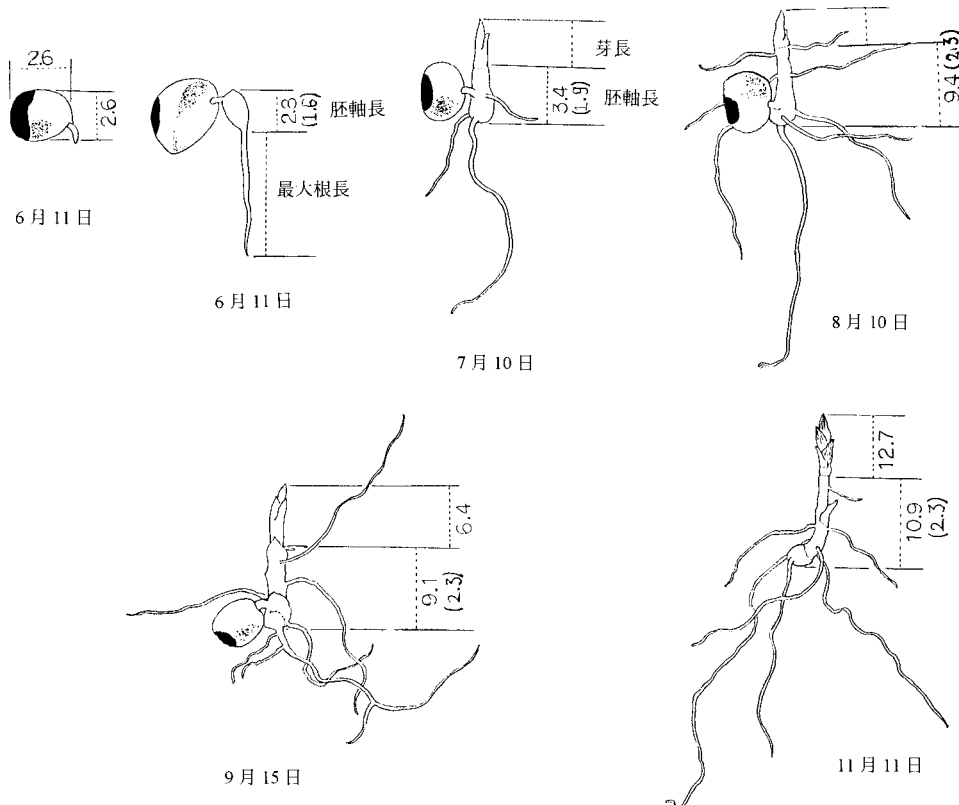 2.6
2.6
6月11日
2.3
(1.6)
胚軸長
最大根長
6月11日
芽長
3.4
(1.9)
胚軸長
7月10日
9.4(2.3)
8月10日
6.4
9.1
(2.3)
9月15日
12.7
10.9
(2.3)
11月11日